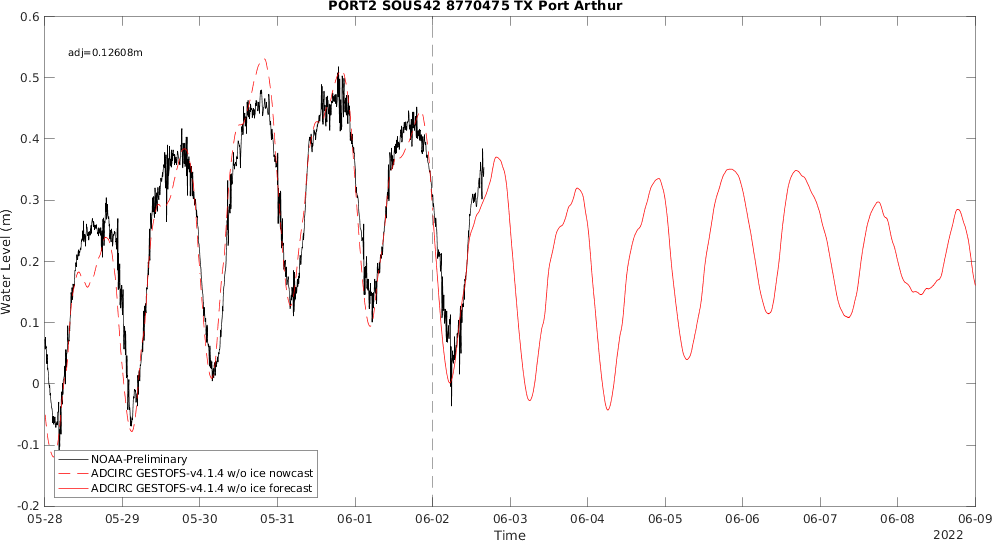 PORT2 SOUS42 8770475 TX Port Arthur
0.6
0.5
0.4
0.3
0.2
0.1
0
-0.1
-0.2
Water Level (m)
adj=0.12608m
NOAA-Preliminary
ADCIRC GESTOFS-v4.1.4 w/o ice nowcast
ADCIRC GESTOFS-v4.1.4 w/o ice forecast
05-28 05-29 05-30 05-31 06-01 06-02 06-03 06-04 06-05 06-06 06-07 06-08 06-09
Time
2022